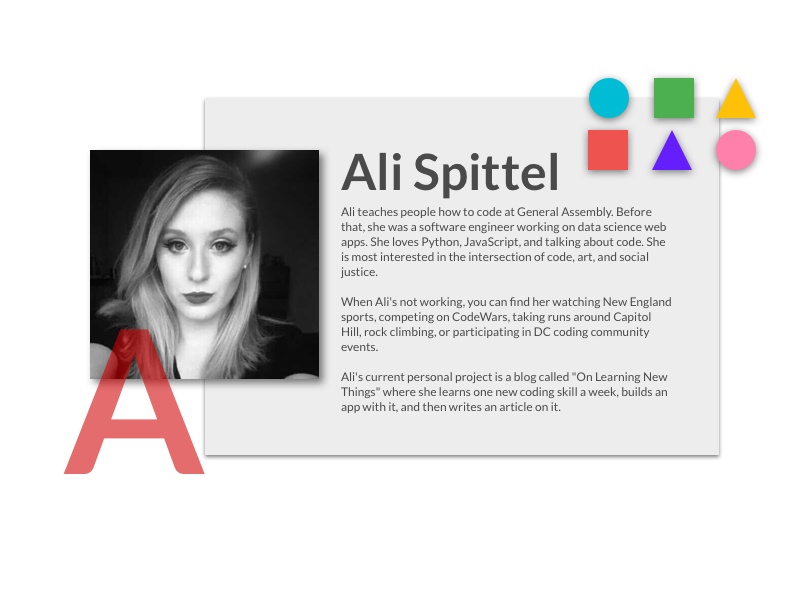 Ali Spittel
Ali teaches people how to code at General Assembly. Before
that, she was a software engineer working on data science web
apps. She loves Python, JavaScript, and talking about code. She
is most interested in the intersection of code, art, and social
justice.
When Ali's not working, you can find her watching New England
sports, competing on CodeWars, taking runs around Capitol
Hill, rock climbing, or participating in DC coding community
events.
Ali's current personal project is a blog called "On Learning New
Things" where she learns one new coding skill a week, builds an
app with it, and then writes an article on it.
A